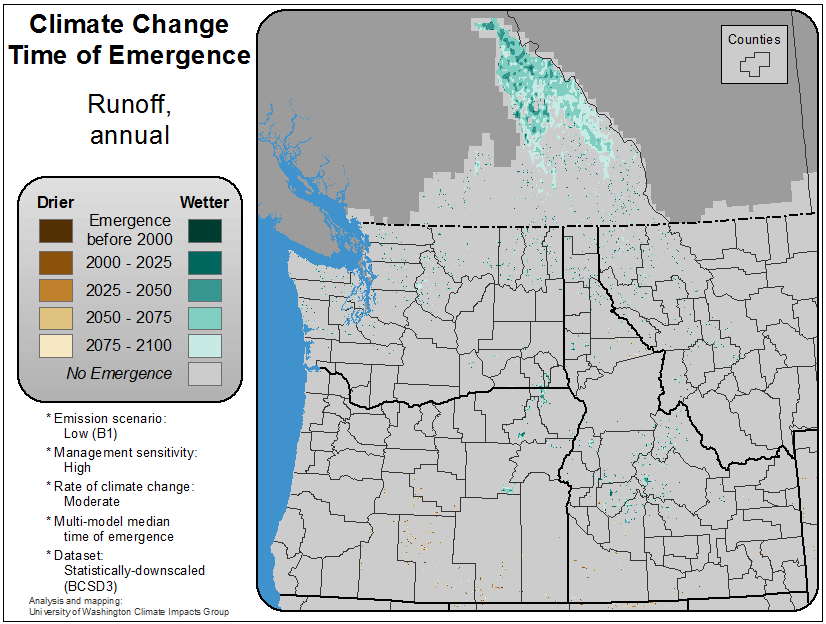 Climate Change
Time of Emergence
Runoff,
annual
Counties
Drier Wetter
Emergence
before 2000
2000 - 2025
2025 - 2050
2050 - 2075
2075 - 2100
No Emergence
* Emission scenario:
Low (B1)
* Management sensitivity:
High
* Rate of climate change:
Moderate
* Multi-model median
time of emergence
* Dataset:
Statistically-downscaled
(BCSD3)
Analysis and mapping:
University of Washington Climate Impacts Group